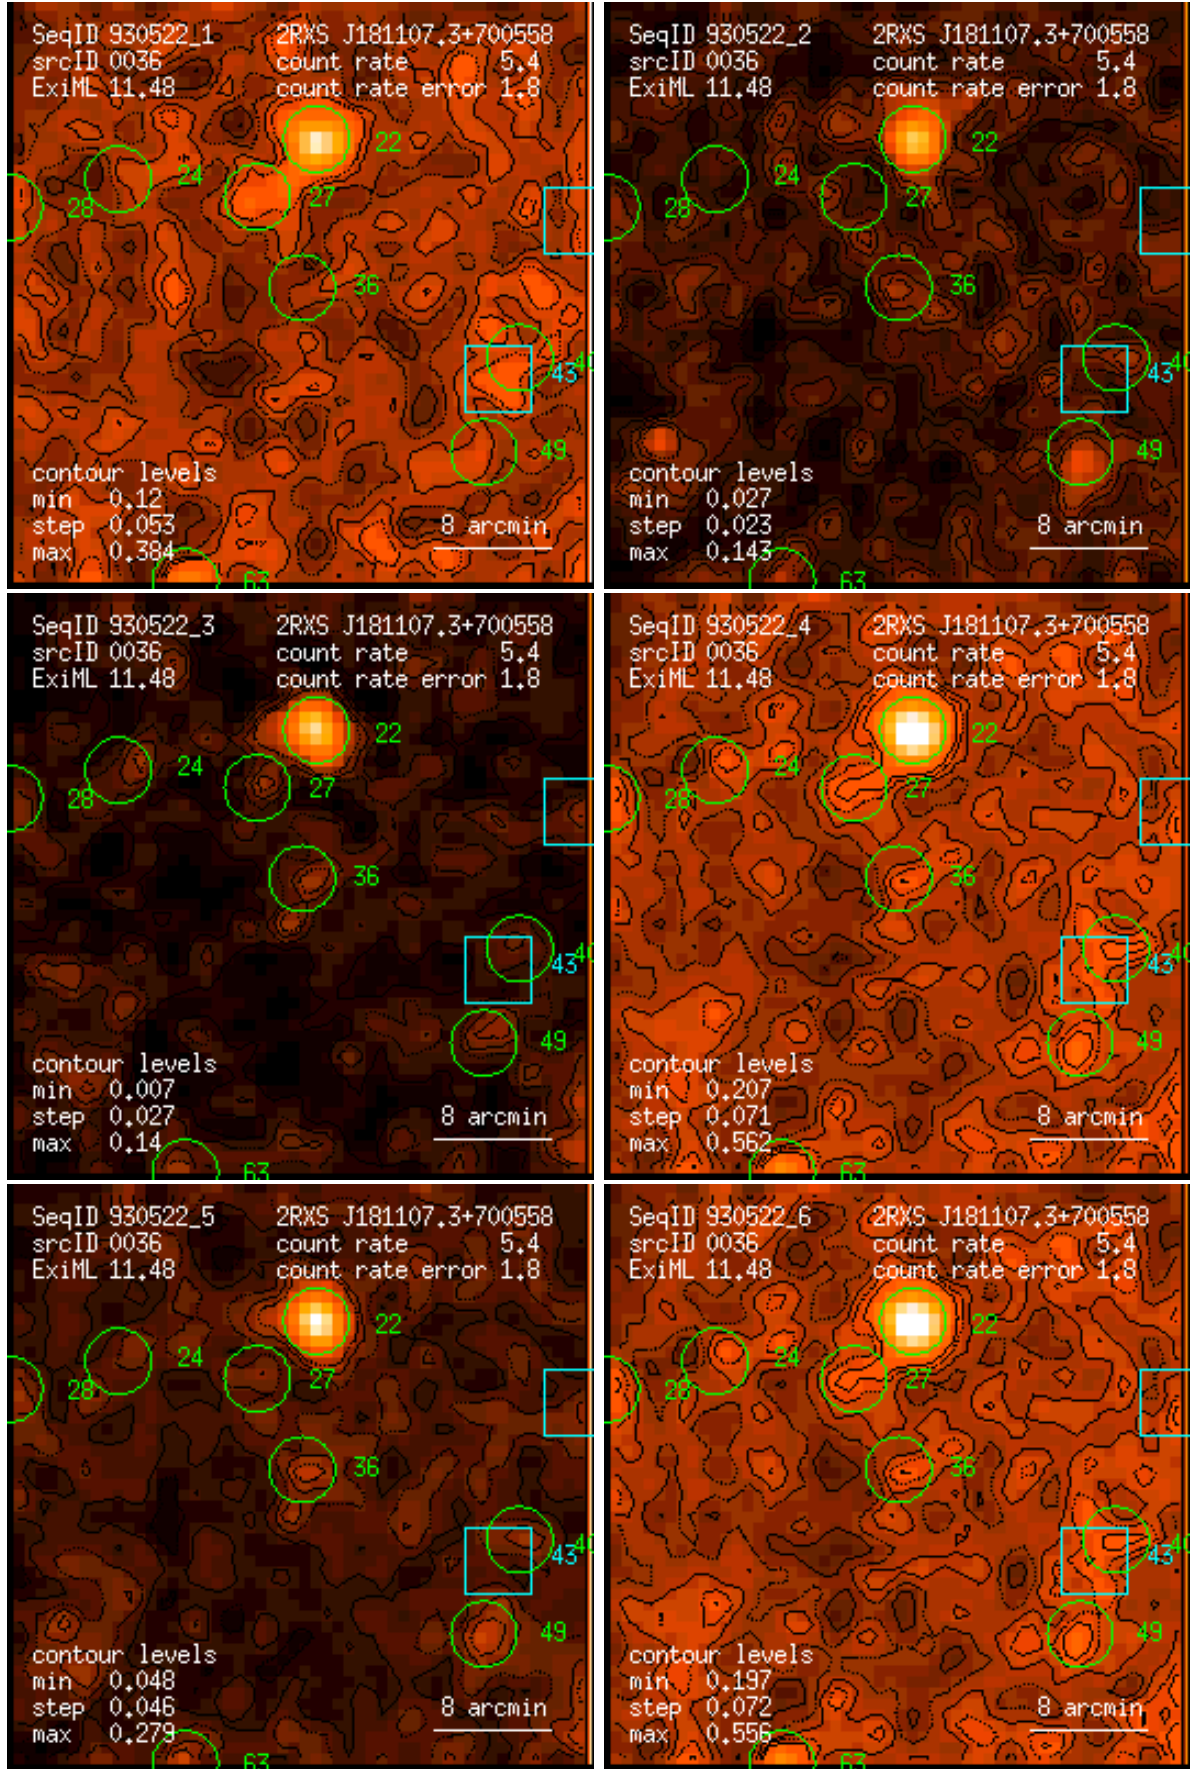 SeqID 930522_1 2RXS J181107.3+700558
srcID 0036 count rate 5.4
ExiML 11.48 count rate error 1.8
22
24
27
28
36
43
49
contour levels
min 0.12
step 0.053
max 0.384
8 arcmin
63
SeqID 930522_2 2RXS J181107.3+700558
srcID 0036 count rate 5.4
ExiML 11.48 count rate error 1.8
22
24
27
28
36
43
49
contour levels
min 0.027
step 0.023
max 0.143
8 arcmin
63
SeqID 930522_3 2RXS J181107.3+700558
srcID 0036 count rate 5.4
ExiML 11.48 count rate error 1.8
22
24
27
28
36
43
49
contour levels
min 0.007
step 0.027
max 0.14
8 arcmin
63
SeqID 930522_4 2RXS J181107.3+700558
srcID 0036 count rate 5.4
ExiML 11.48 count rate error 1.8
22
24
27
28
36
43
49
contour levels
min 0.207
step 0.071
max 0.562
8 arcmin
63
SeqID 930522_5 2RXS J181107.3+700558
srcID 0036 count rate 5.4
ExiML 11.48 count rate error 1.8
22
24
27
28
36
43
49
contour levels
min 0.048
step 0.046
max 0.279
8 arcmin
63
SeqID 930522_6 2RXS J181107.3+700558
srcID 0036 count rate 5.4
ExiML 11.48 count rate error 1.8
22
24
27
28
36
43
49
contour levels
min 0.197
step 0.072
max 0.556
8 arcmin
63